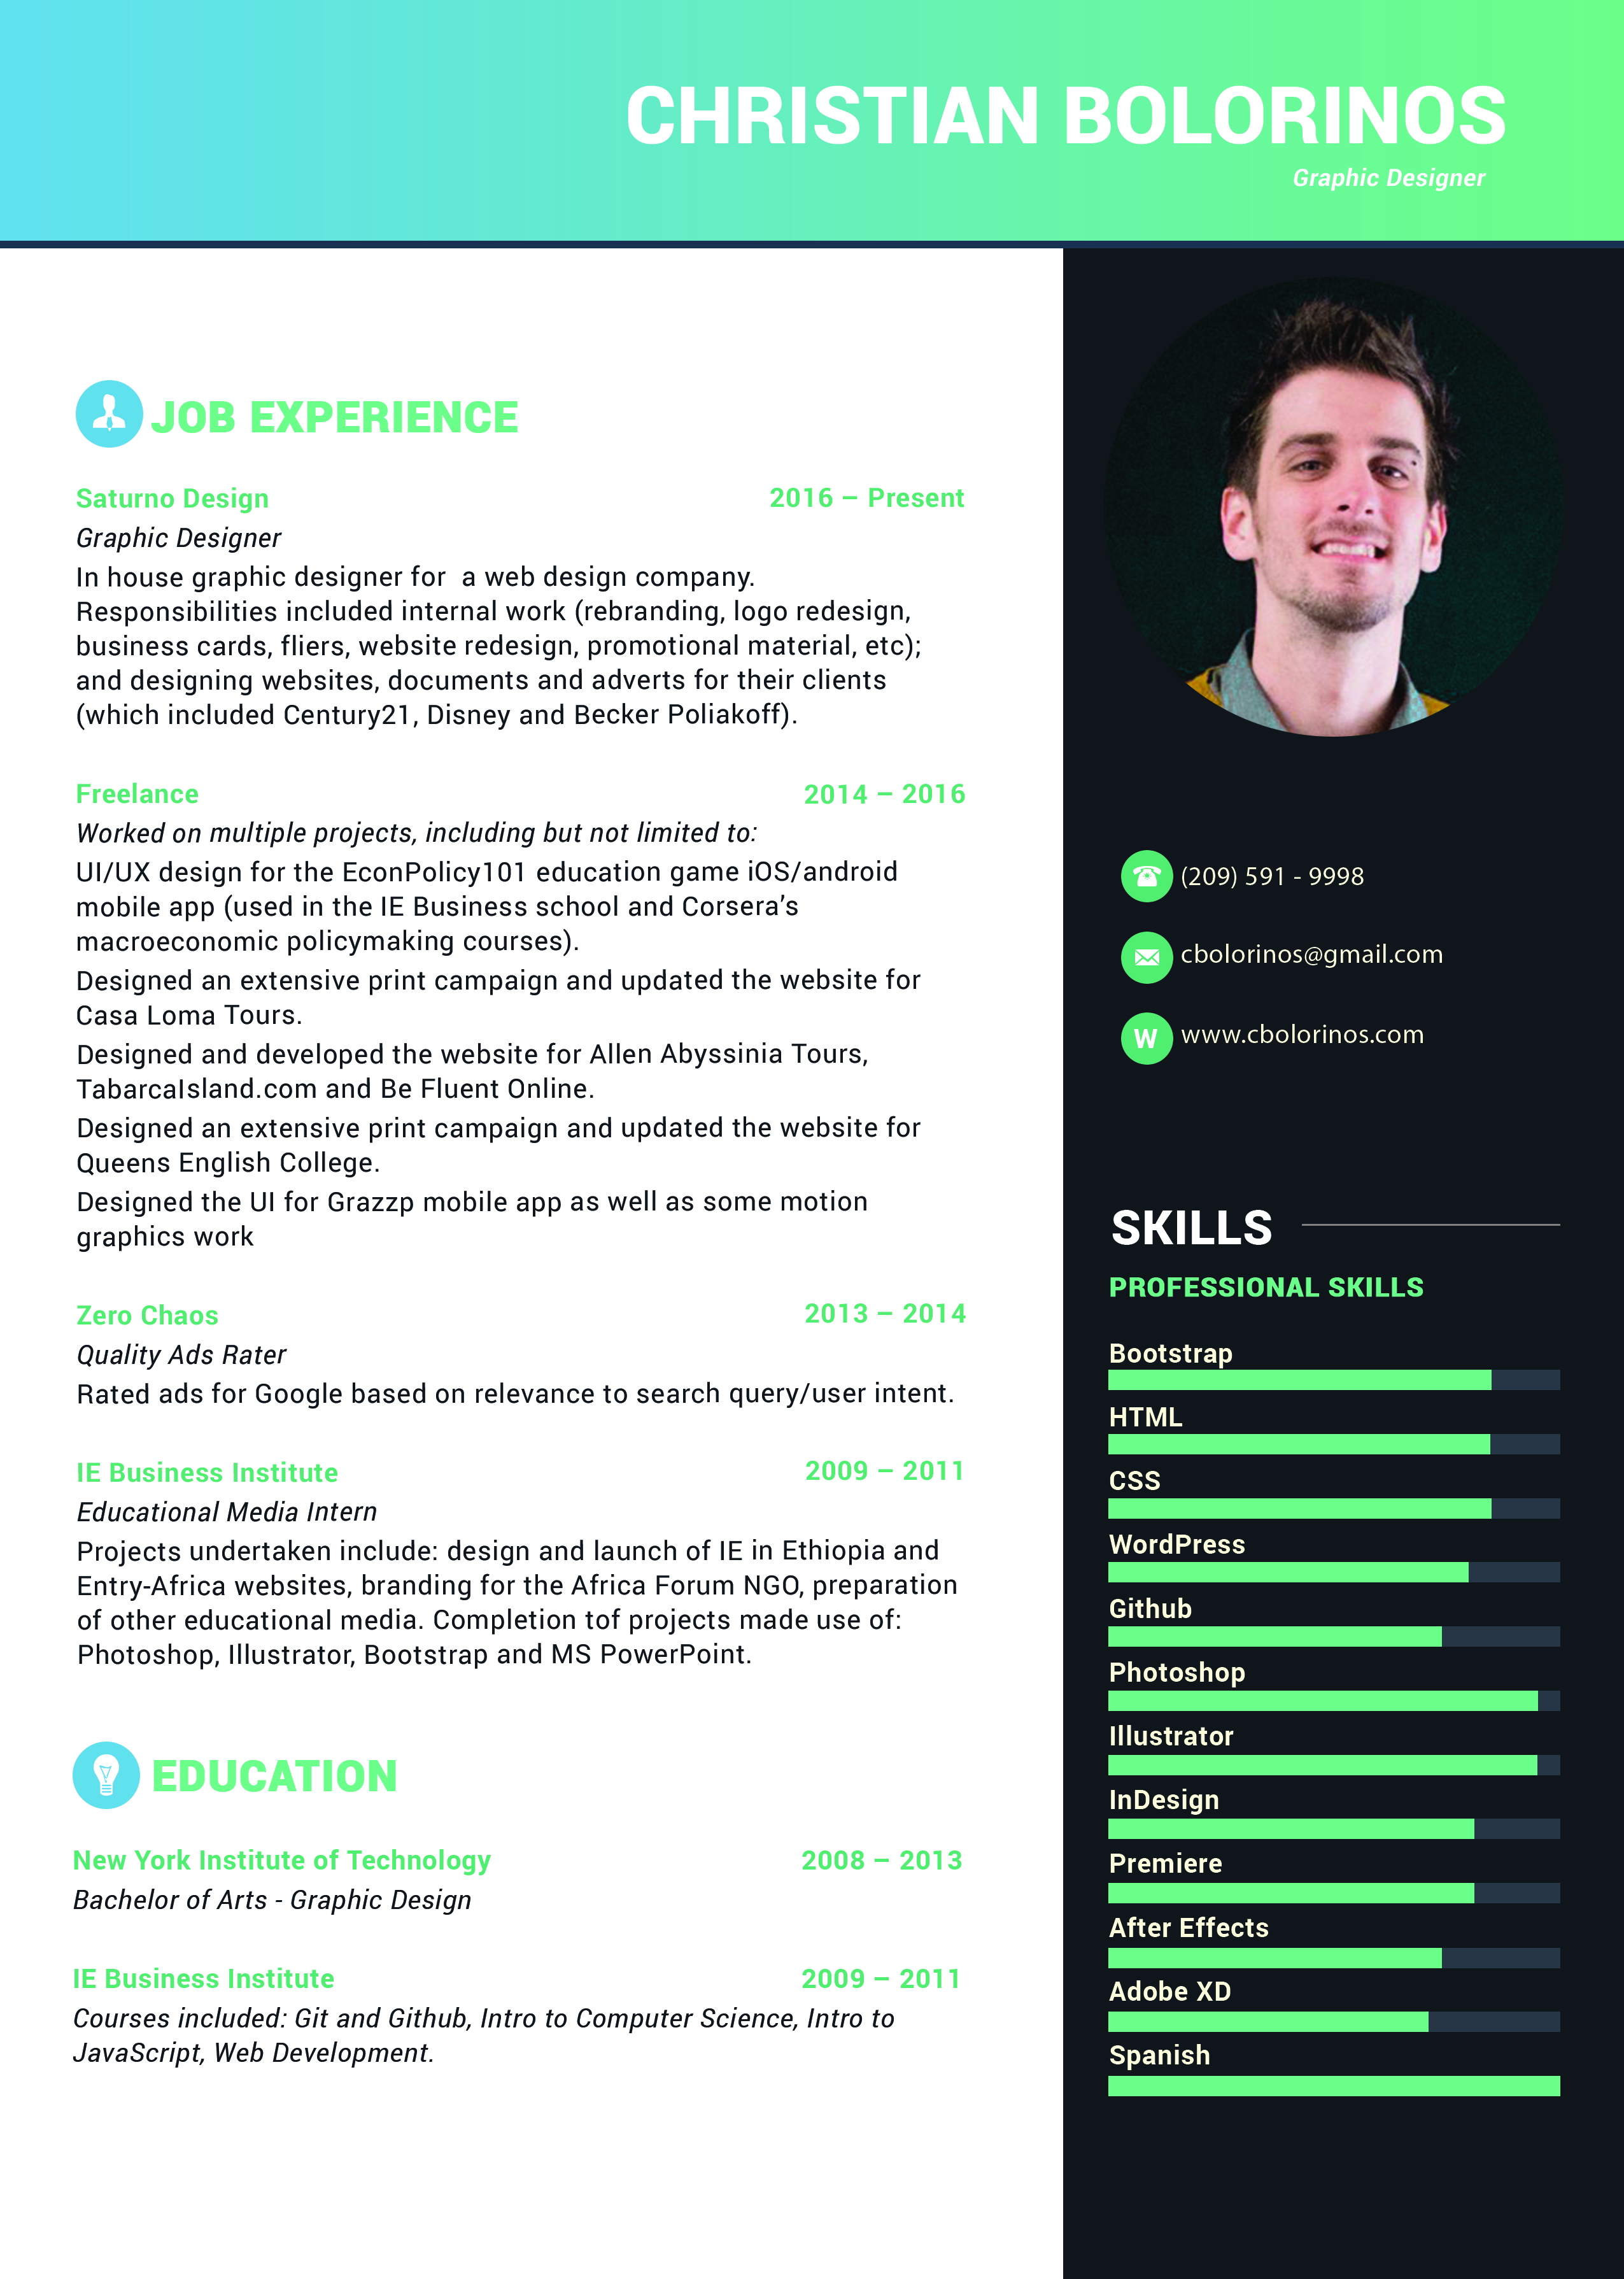 CHRISTIAN BOLORINOS
Graphic Designer
JOB EXPERIENCE
Saturno Design 2016 – Present
Graphic Designer
In house graphic designer for  a web design company.
Responsibilities included internal work (rebranding, logo redesign,
business cards, fliers, website redesign, promotional material, etc);
and designing websites, documents and adverts for their clients
(which included Century21, Disney and Becker Poliakoff).
Freelance 2014 – 2016
Worked on multiple projects, including but not limited to:
UI/UX design for the EconPolicy101 education game iOS/android
mobile app (used in the IE Business school and Corsera’s
macroeconomic policymaking courses).
Designed an extensive print campaign and updated the website for
Casa Loma Tours.
Designed and developed the website for Allen Abyssinia Tours,
TabarcaIsland.com and Be Fluent Online.
Designed an extensive print campaign and updated the website for
Queens English College.
Designed the UI for Grazzp mobile app as well as some motion
graphics work
Zero Chaos 2013 – 2014
Quality Ads Rater
Rated ads for Google based on relevance to search query/user intent.
IE Business Institute 2009 – 2011
Educational Media Intern
Projects undertaken include: design and launch of IE in Ethiopia and
Entry-Africa websites, branding for the Africa Forum NGO, preparation
of other educational media. Completion tof projects made use of:
Photoshop, Illustrator, Bootstrap and MS PowerPoint.
EDUCATION
New York Institute of Technology 2008 – 2013
Bachelor of Arts - Graphic Design
IE Business Institute 2009 – 2011
Courses included: Git and Github, Intro to Computer Science, Intro to
JavaScript, Web Development.
(209) 591 - 9998
cbolorinos@gmail.com
W www.cbolorinos.com
SKILLS
PROFESSIONAL SKILLS
Bootstrap
HTML
CSS
WordPress
Github
Photoshop
Illustrator
InDesign
Premiere
After Effects
Adobe XD
Spanish